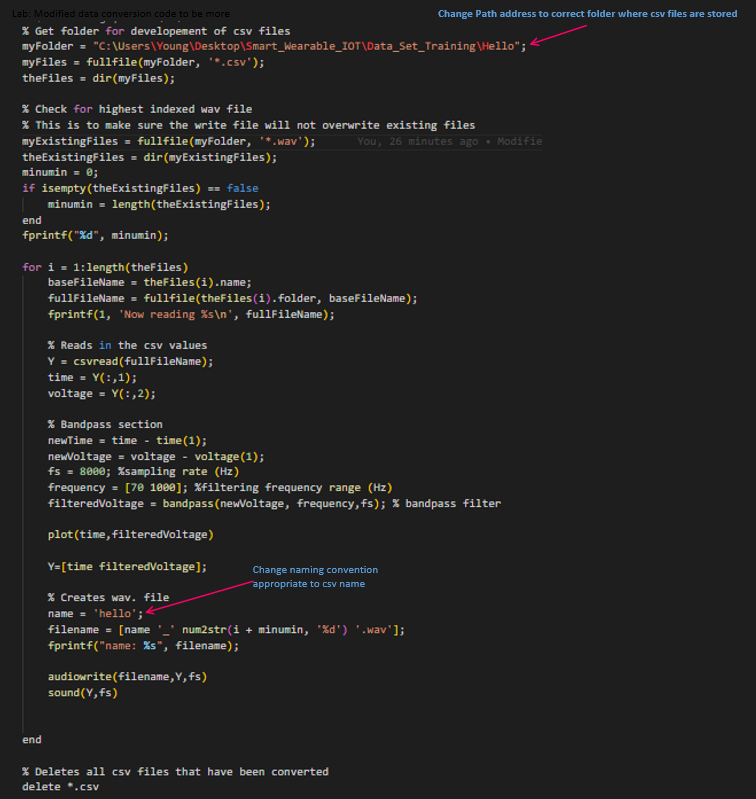 Lab: Modified data conversion code to be more
Change Path address to correct folder where csv files are stored
% Get folder for developement of csv files
myFolder = "C:\Users\Young\Desktop\Smart_Wearable_IOT\Data_Set_Training\Hello";
myFiles = fullfile(myFolder, '*.csv');
theFiles = dir(myFiles);
% Check for highest indexed wav file
% This is to make sure the write file will not overwrite existing files
myExistingFiles = fullfile(myFolder, '*.wav'); You, 26 minutes ago • Modifie
theExistingFiles = dir(myExistingFiles);
minumin = 0;
if isempty(theExistingFiles) == false
minumin = length(theExistingFiles);
end
fprintf("%d", minumin);
for i = 1:length(theFiles)
baseFileName = theFiles(i).name;
fullFileName = fullfile(theFiles(i).folder, baseFileName);
fprintf(1, 'Now reading %s\n', fullFileName);
% Reads in the csv values
Y = csvread(fullFileName);
time = Y(:,1);
voltage = Y(:,2);
% Bandpass section
newTime = time - time(1);
newVoltage = voltage - voltage(1);
fs = 8000; %sampling rate (Hz)
frequency = [70 1000]; %filtering frequency range (Hz)
filteredVoltage = bandpass(newVoltage, frequency,fs); % bandpass filter
plot(time,filteredVoltage)
Y=[time filteredVoltage];
Change naming convention
appropriate to csv name
% Creates wav. file
name = 'hello';
filename = [name '_' num2str(i + minumin, '%d') '.wav'];
fprintf("name: %s", filename);
audiowrite(filename,Y,fs)
sound(Y,fs)
end
% Deletes all csv files that have been converted
delete *.csv